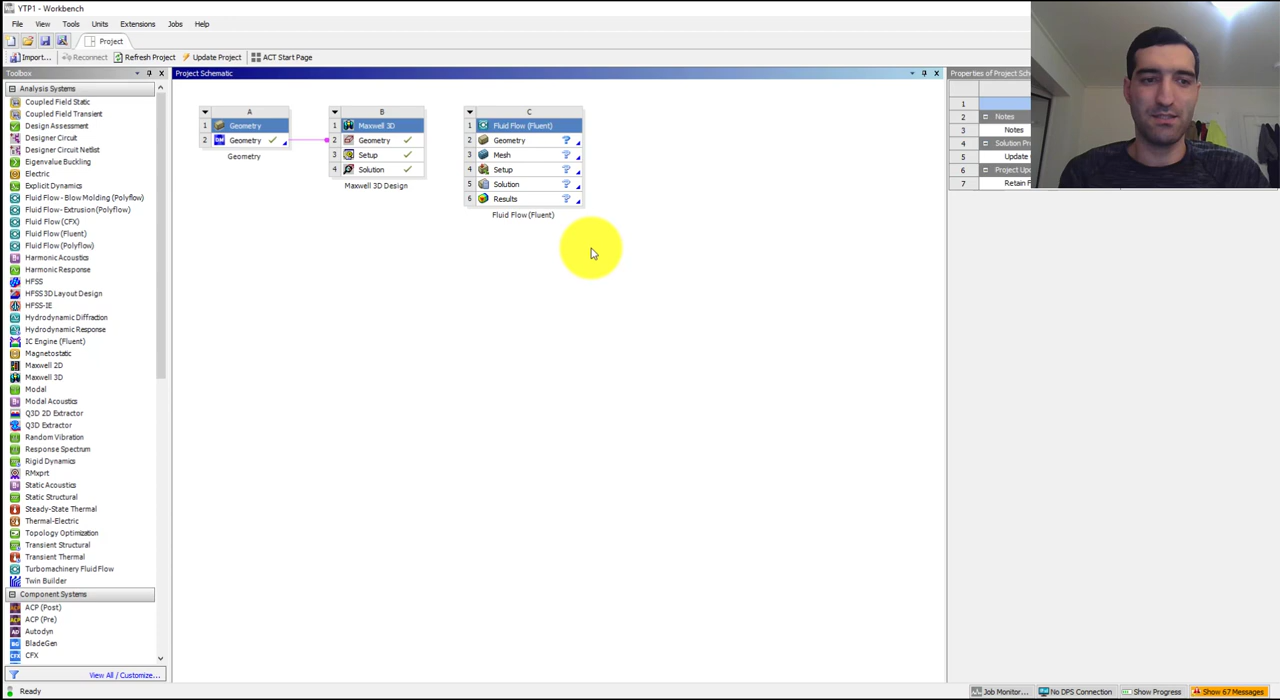 YTP1 - Workbench
File View Tools Units Extensions Jobs Help
Project
Import... Reconnect Refresh Project Update Project ACT Start Page
Toolbox
Project Schematic
Properties of Project Sch
Analysis Systems
Coupled Field Static
Coupled Field Transient
Design Assessment
Designer Circuit
Designer Circuit Netlist
Eigenvalue Buckling
Electric
Explicit Dynamics
Fluid Flow - Blow Molding (Polyflow)
Fluid Flow - Extrusion (Polyflow)
Fluid Flow (CFX)
Fluid Flow (Fluent)
Fluid Flow (Polyflow)
Harmonic Acoustics
Harmonic Response
HFSS
HFSS 3D Layout Design
HFSS-IE
Hydrodynamic Diffraction
Hydrodynamic Response
IC Engine (Fluent)
Magnetostatic
Maxwell 2D
Maxwell 3D
Modal
Modal Acoustics
Q3D 2D Extractor
Q3D Extractor
Random Vibration
Response Spectrum
Rigid Dynamics
RMxprt
Static Acoustics
Static Structural
Steady-State Thermal
Thermal-Electric
Topology Optimization
Transient Structural
Transient Thermal
Turbomachinery Fluid Flow
Twin Builder
Component Systems
ACP (Post)
ACP (Pre)
Autodyn
BladeGen
CFX
View All / Customize...
A
1 Geometry
2 DM Geometry
Geometry
B
1 Maxwell 3D
2 Geometry
3 Setup
4 Solution
Maxwell 3D Design
C
1 Fluid Flow (Fluent)
2 Geometry ?
3 Mesh ?
4 Setup ?
5 Solution ?
6 Results ?
Fluid Flow (Fluent)
1
2 Notes
3 Notes
4 Solution Pro
5 Update
6 Project Upd
7 Retain F
Ready
Job Monitor... No DPS Connection Show Progress Show 67 Messages